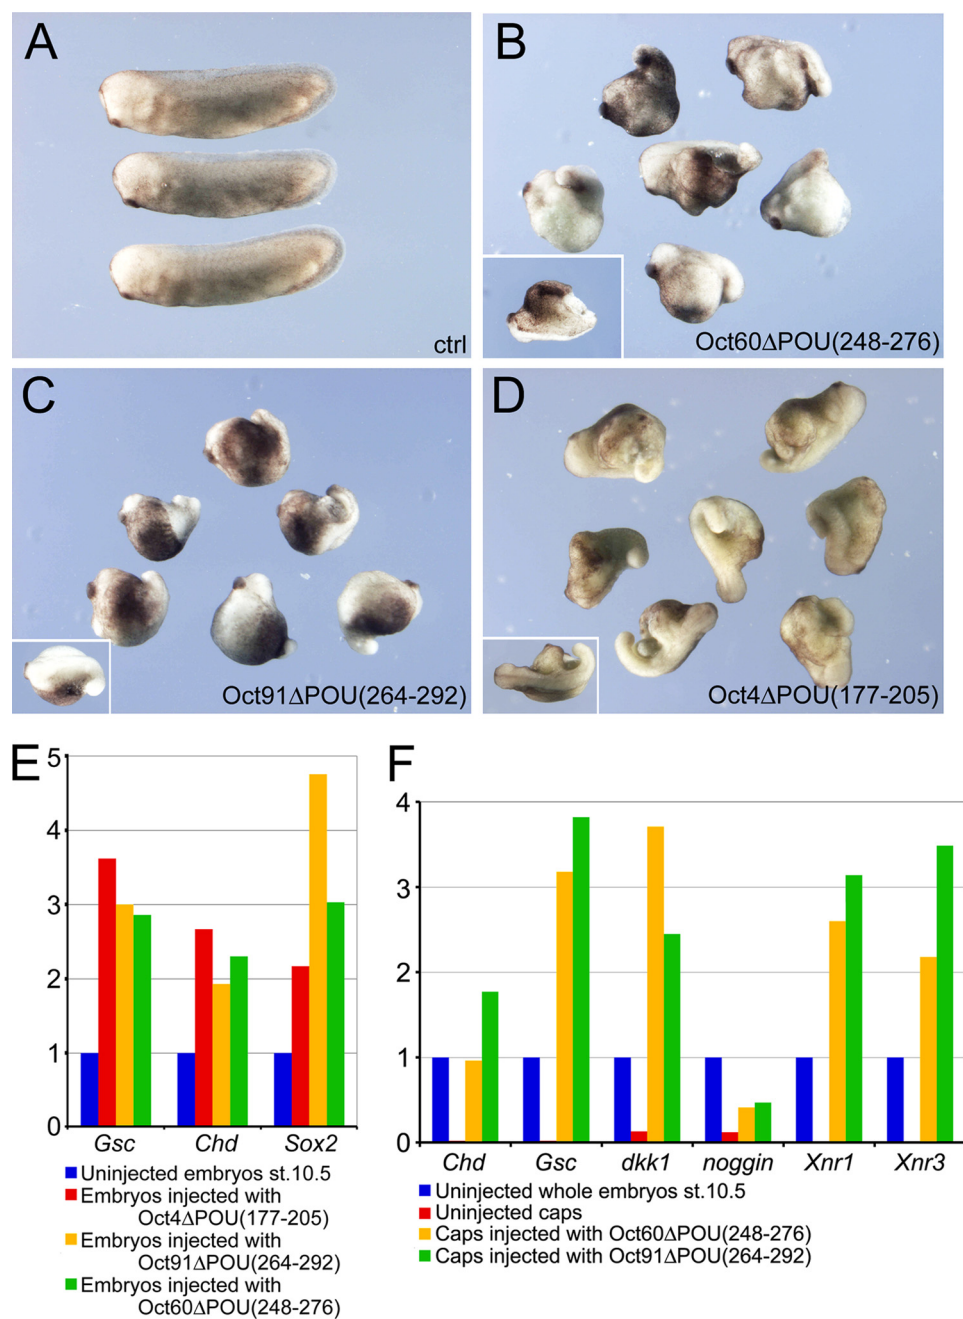 A
ctrl
B
Oct60ΔPOU(248-276)
C
Oct91ΔPOU(264-292)
D
Oct4ΔPOU(177-205)
E
5
4
3
2
1
0
Gsc Chd Sox2
Uninjected embryos st.10.5
Embryos injected with
Oct4ΔPOU(177-205)
Embryos injected with
Oct91ΔPOU(264-292)
Embryos injected with
Oct60ΔPOU(248-276)
F
4
3
2
1
0
Chd Gsc dkk1 noggin Xnr1 Xnr3
Uninjected whole embryos st.10.5
Uninjected caps
Caps injected with Oct60ΔPOU(248-276)
Caps injected with Oct91ΔPOU(264-292)